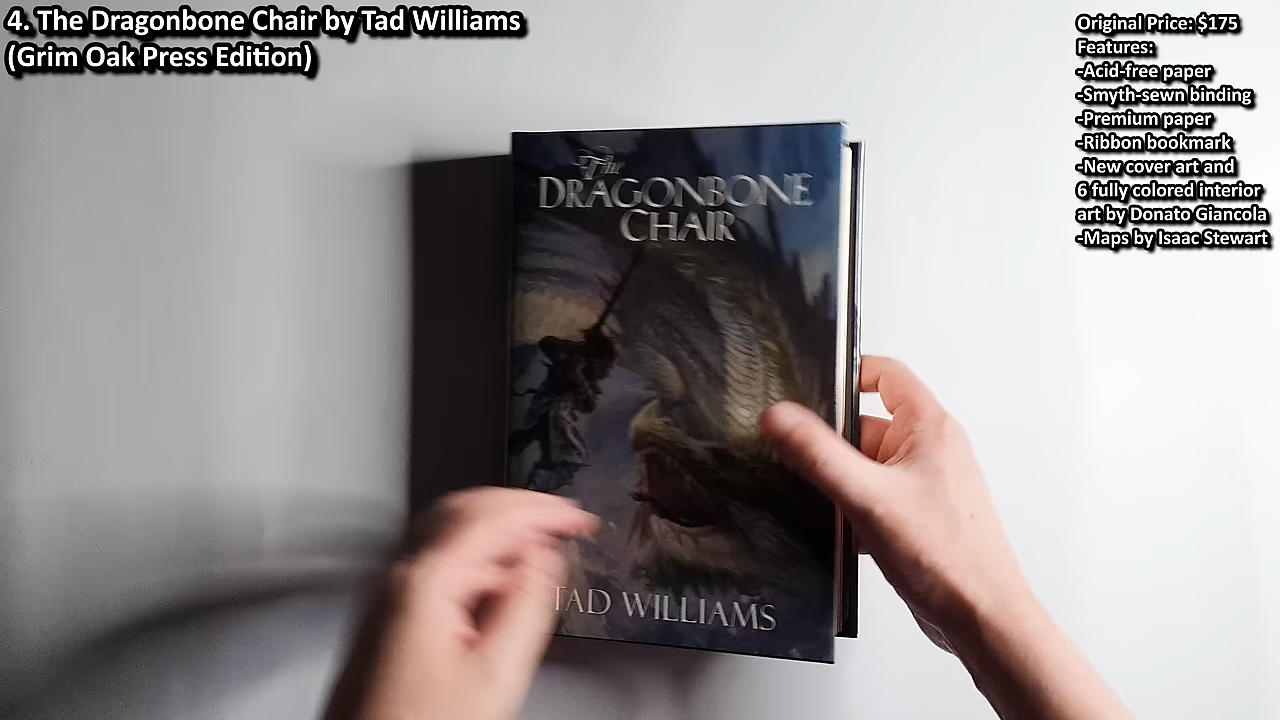 4. The Dragonbone Chair by Tad Williams
(Grim Oak Press Edition)
Original Price: $175
Features:
-Acid-free paper
-Smyth-sewn binding
-Premium paper
-Ribbon bookmark
-New cover art and
6 fully colored interior
art by Donato Giancola
-Maps by Isaac Stewart
The
DRAGONBONE
CHAIR
TAD WILLIAMS